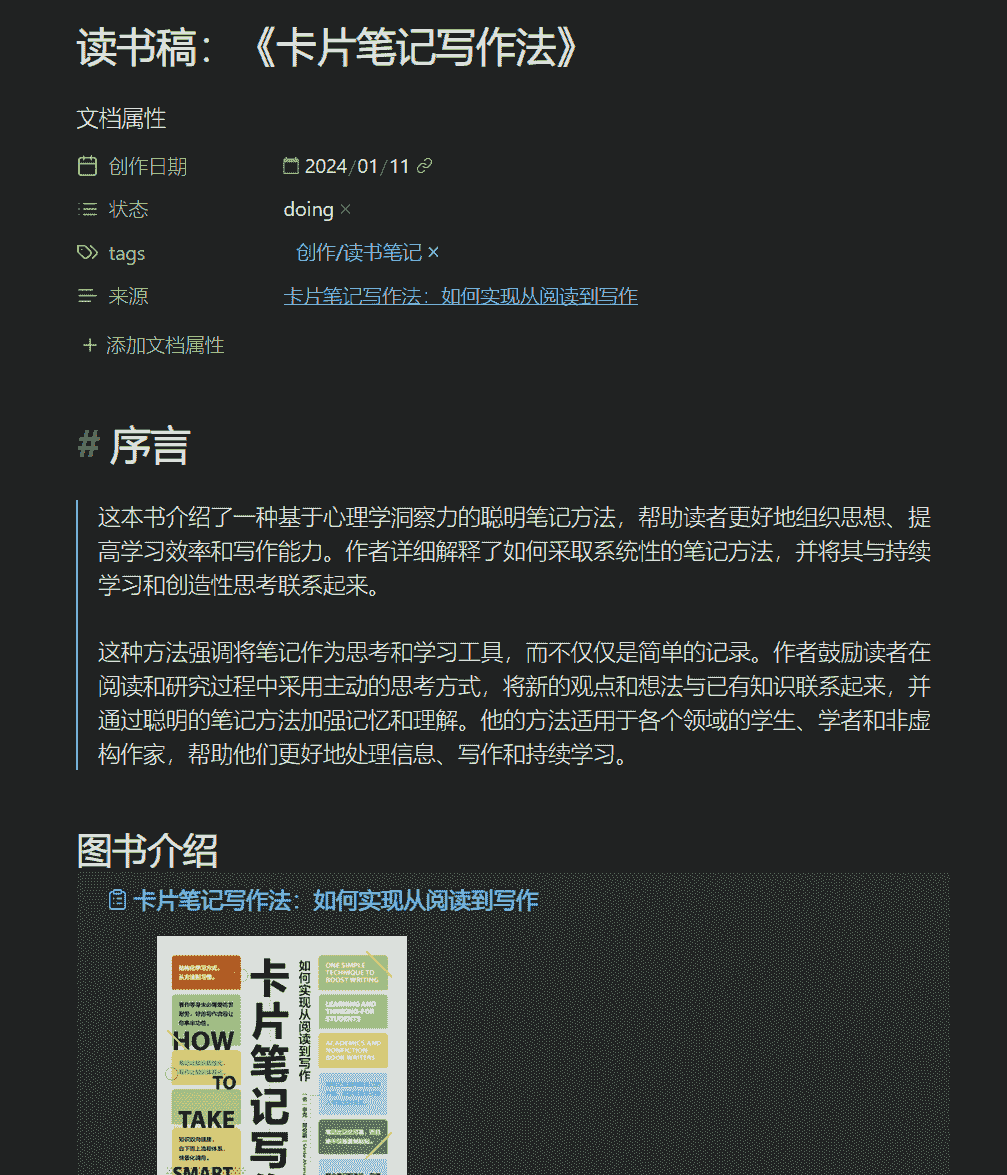 读书稿：《卡片笔记写作法》
文档属性
创作日期 2024/01/11
状态 doing ×
tags 创作/读书笔记 ×
来源 卡片笔记写作法：如何实现从阅读到写作
+ 添加文档属性
# 序言
这本书介绍了一种基于心理学洞察力的聪明笔记方法，帮助读者更好地组织思想、提
高学习效率和写作能力。作者详细解释了如何采取系统性的笔记方法，并将其与持续
学习和创造性思考联系起来。
这种方法强调将笔记作为思考和学习工具，而不仅仅是简单的记录。作者鼓励读者在
阅读和研究过程中采用主动的思考方式，将新的观点和想法与已有知识联系起来，并
通过聪明的笔记方法加强记忆和理解。他的方法适用于各个领域的学生、学者和非虚
构作家，帮助他们更好地处理信息、写作和持续学习。
图书介绍
卡片笔记写作法：如何实现从阅读到写作
卡片笔记写
如何实现从阅读到写作
HOW
TO
TAKE
SMART
ONE SIMPLE
TECHNIQUE TO
BOOST WRITING
LEARNING AND
THINKING-FOR
STUDENTS
ACADEMICS AND
NONFICTION
BOOK WRITERS